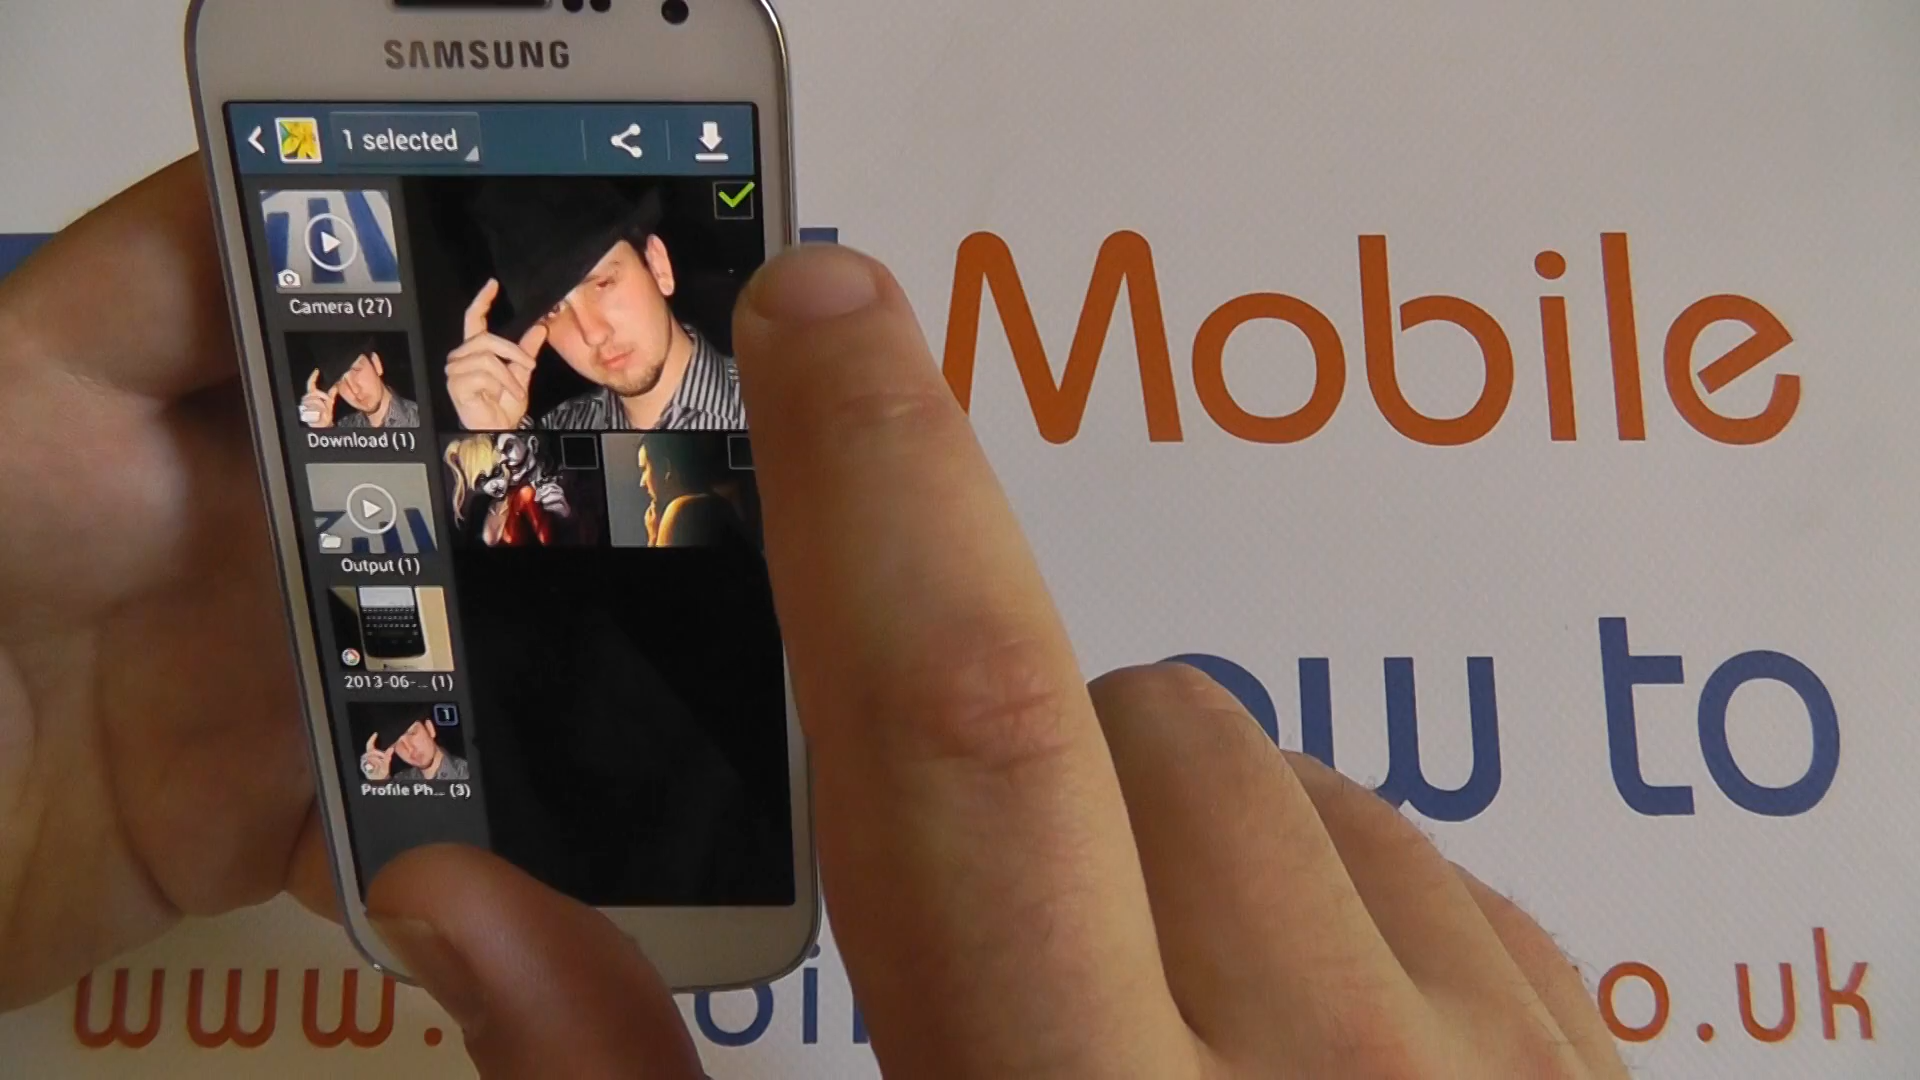 SAMSUNG
1 selected
Camera (27)
Download (1)
Output (1)
2013-06-... (1)
1
Profile Ph... (3)
Mobile
ow to
www.
o.uk